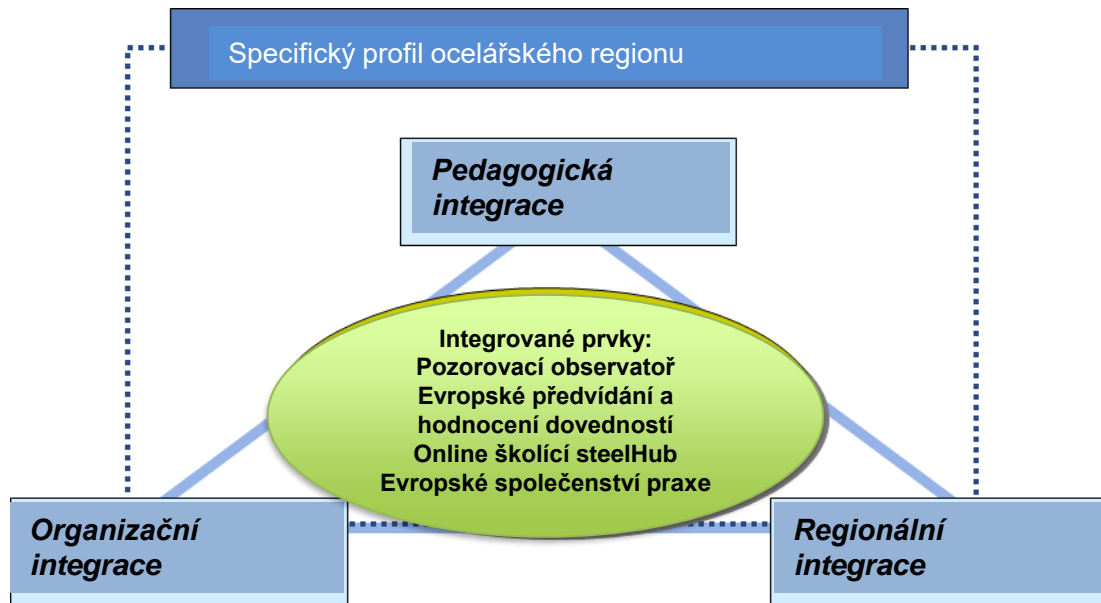 Specifický profil ocelářského regionu
Pedagogická
integrace
Integrované prvky:
Pozorovací observatoř
Evropské předvídání a
hodnocení dovedností
Online školící steelHub
Evropské společenství praxe
Organizační
integrace
Regionální
integrace